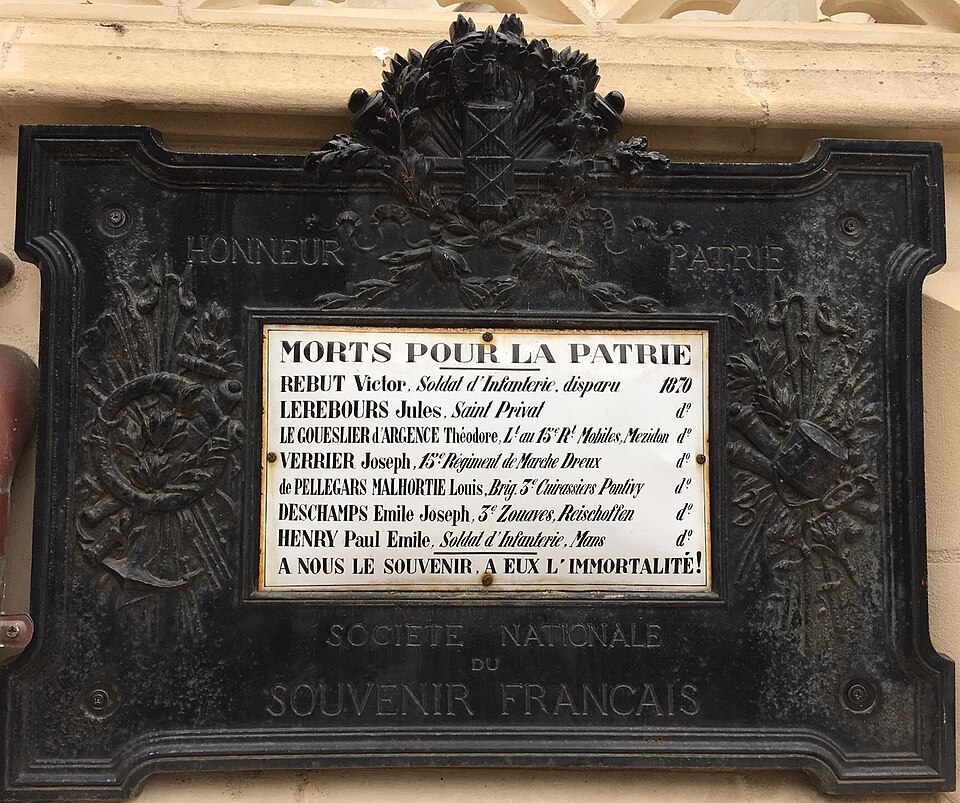 HONNEUR PATRIE
MORTS POUR LA PATRIE
REBUT Victor, Soldat d'Infanterie, disparu 1870
LEREBOURS Jules, Saint Privat dº
LE GOUESLIER d'ARGENCE Théodore, Lt au 15e Rt Mobiles, Mezidon dº
VERRIER Joseph, 15e Régiment de Marche Dreux dº
de PELLEGARS MALHORTIE Louis, Brig. 3e Cuirassiers Pontivy dº
DESCHAMPS Emile Joseph, 3e Zouaves, Reischoffen dº
HENRY Paul Emile, Soldat d'Infanterie, Mans dº
A NOUS LE SOUVENIR, A EUX L'IMMORTALITÉ!
SOCIETE NATIONALE
DU
SOUVENIR FRANCAIS